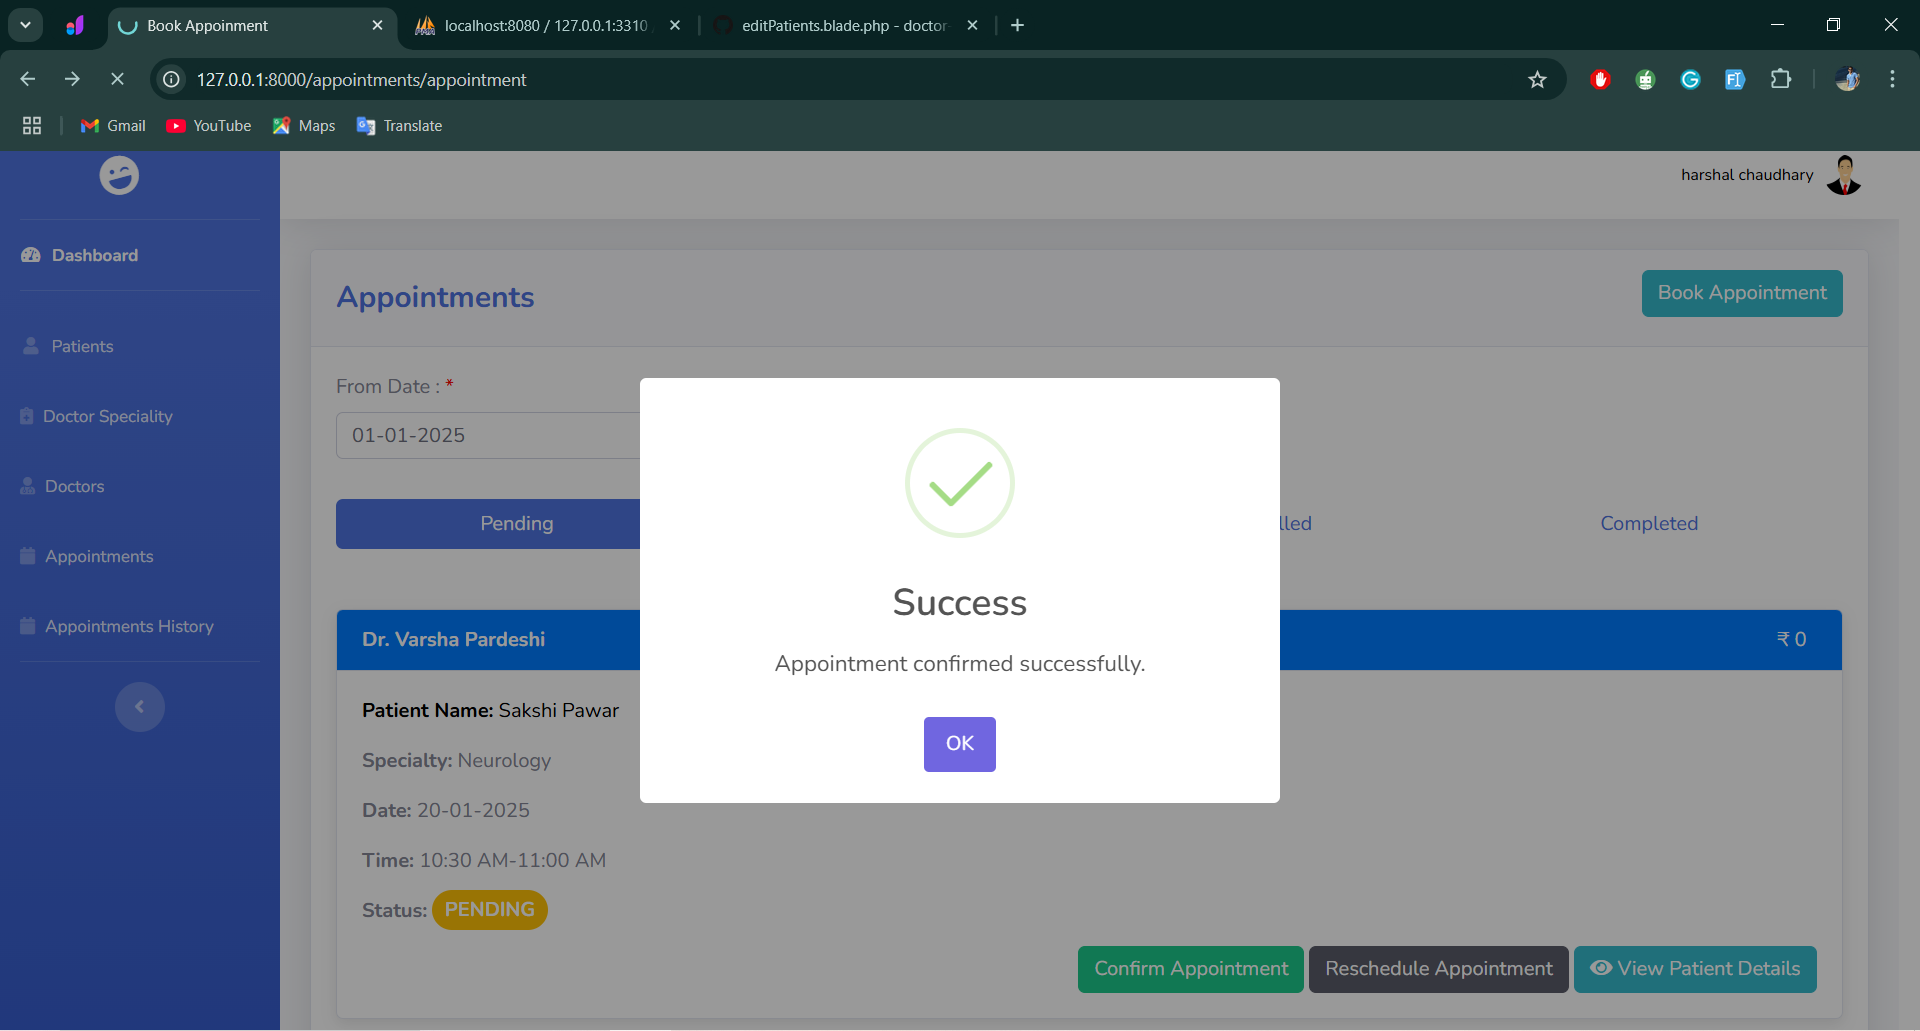 Book Appoinment
localhost:8080 / 127.0.0.1:3310
editPatients.blade.php - doctor-
127.0.0.1:8000/appointments/appointment
Gmail
YouTube
Maps
Translate
harshal chaudhary
Dashboard
Patients
Doctor Speciality
Doctors
Appointments
Appointments History
Appointments
Book Appointment
From Date : *
01-01-2025
Pending
lled
Completed
Dr. Varsha Pardeshi
₹ 0
Patient Name: Sakshi Pawar
Specialty: Neurology
Date: 20-01-2025
Time: 10:30 AM-11:00 AM
Status: PENDING
Confirm Appointment
Reschedule Appointment
View Patient Details
Success
Appointment confirmed successfully.
OK